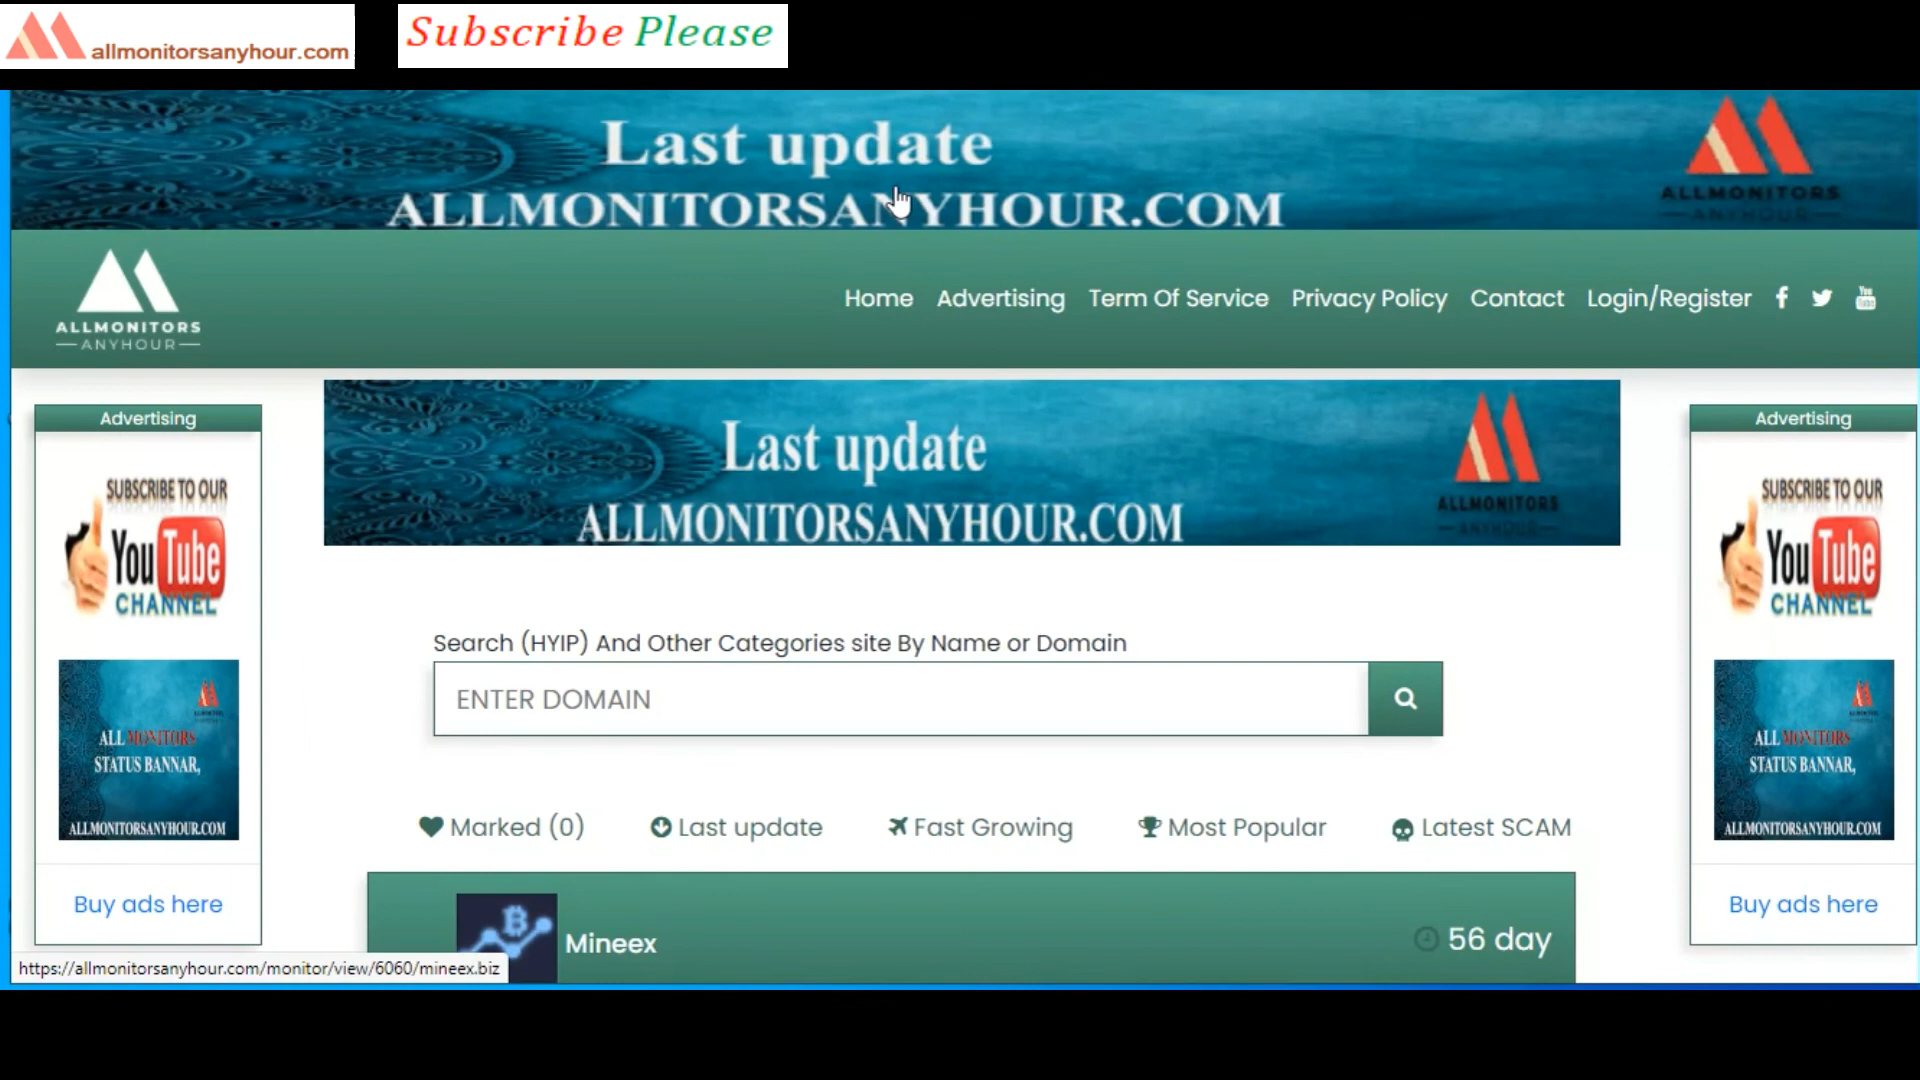 allmonitorsanyhour.com
Subscribe Please
Last update
ALLMONITORSANYHOUR.COM
ALLMONITORS
ANYHOUR
ALLMONITORS
ANYHOUR
Home Advertising Term Of Service Privacy Policy Contact Login/Register
You Tube
Advertising
SUBSCRIBE TO OUR
YouTube
CHANNEL
ALL MONITORS
STATUS BANNAR,
ALLMONITORSANYHOUR.COM
Buy ads here
Last update
ALLMONITORSANYHOUR.COM
ALLMONITORS
ANYHOUR
Search (HYIP) And Other Categories site By Name or Domain
ENTER DOMAIN
Marked (0) Last update Fast Growing Most Popular Latest SCAM
Mineex 56 day
Advertising
SUBSCRIBE TO OUR
YouTube
CHANNEL
ALL MONITORS
STATUS BANNAR,
ALLMONITORSANYHOUR.COM
Buy ads here
https://allmonitorsanyhour.com/monitor/view/6060/mineex.biz